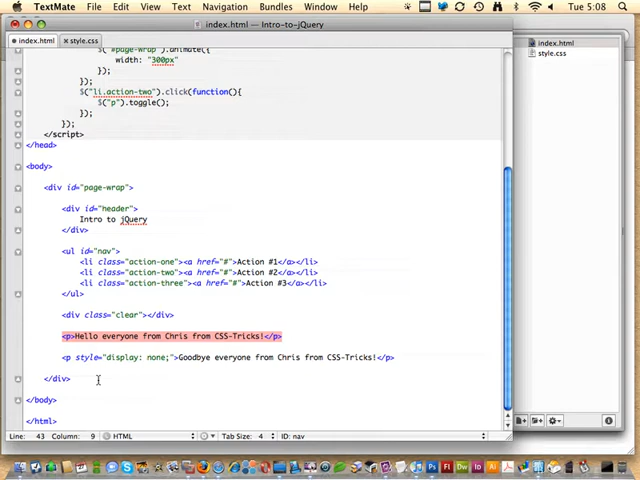 TextMate File Edit View Text Navigation Bundles Window Help Tue 5:08
index.html — Intro-to-jQuery
index.html style.css
$("#page-wrap").animate({
width: "300px"
});
});
$("li.action-two").click(function(){
$("p").toggle();
});
});
</script>
</head>
<body>
<div id="page-wrap">
<div id="header">
Intro to jQuery
</div>
<ul id="nav">
<li class="action-one"><a href="#">Action #1</a></li>
<li class="action-two"><a href="#">Action #2</a></li>
<li class="action-three"><a href="#">Action #3</a></li>
</ul>
<div class="clear"></div>
<p>Hello everyone from Chris from CSS-Tricks!</p>
<p style="display: none;">Goodbye everyone from Chris from CSS-Tricks!</p>
</div>
</body>
</html>
Line: 43 Column: 9 HTML Tab Size: 4 ID: nav
index.html
style.css